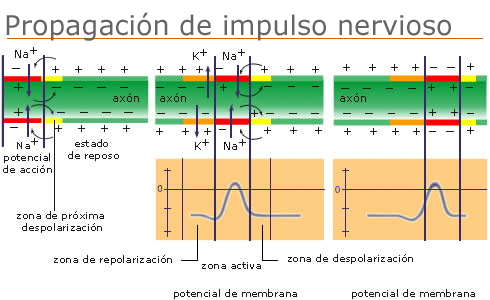 Propagación de impulso nervioso
Na+
K+
Na+
+ + + + + +
axón
axón
axón
Na+
K+
Na+
potencial
de acción
estado
de reposo
0
0
zona de próxima
despolarización
zona de repolarización
zona activa
zona de despolarización
potencial de membrana
potencial de membrana